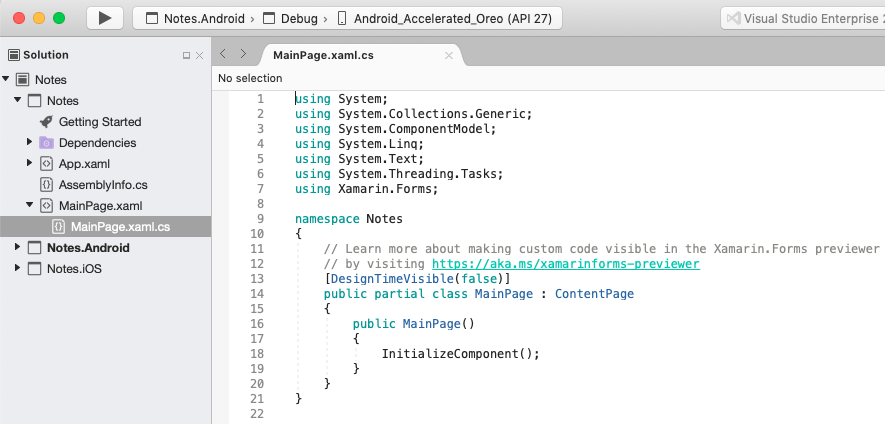 Notes.Android > Debug > Android_Accelerated_Oreo (API 27)
Visual Studio Enterprise
Solution
Notes
Notes
Getting Started
Dependencies
App.xaml
AssemblyInfo.cs
MainPage.xaml
MainPage.xaml.cs
Notes.Android
Notes.iOS
MainPage.xaml.cs
No selection
1 using System;
2 using System.Collections.Generic;
3 using System.ComponentModel;
4 using System.Linq;
5 using System.Text;
6 using System.Threading.Tasks;
7 using Xamarin.Forms;
8
9 namespace Notes
10 {
11 // Learn more about making custom code visible in the Xamarin.Forms previewer
12 // by visiting https://aka.ms/xamarinforms-previewer
13 [DesignTimeVisible(false)]
14 public partial class MainPage : ContentPage
15 {
16 public MainPage()
17 {
18 InitializeComponent();
19 }
20 }
21 }
22